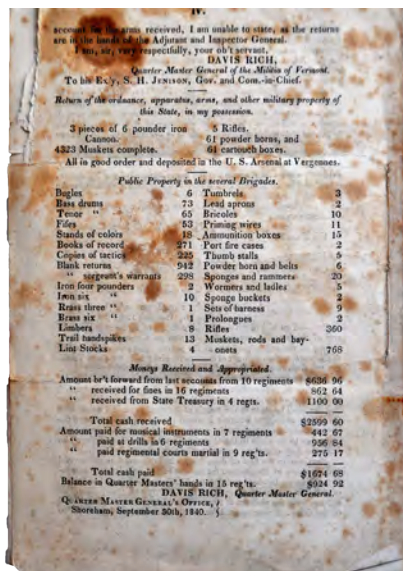 IV.
account for the arms received, I am unable to state, as the returns
are in the hands of the Adjutant and Inspector General.
I am, sir, very respectfully, your ob't servant,
DAVIS RICH,
Quarter Master General of the Militia of Vermont.
To his Ex'y, S. H. JENISON, Gov. and Com.-in-Chief.
Return of the ordnance, apparatus, arms, and other military property of
this State, in my possession.
3 pieces of 6 pounder iron 5 Rifles.
Cannon. 61 powder horns, and
4323 Muskets complete. 61 cartouch boxes.
All in good order and deposited in the U. S. Arsenal at Vergennes.
Public Property in the several Brigades.
Bugles 6 Tumbrels 3
Bass drums 73 Lead aprons 2
Tenor " 65 Bricoles 10
Fifes 53 Priming wires 11
Stands of colors 18 Ammunition boxes 15
Books of record 271 Port fire cases 2
Copies of tactics 225 Thumb stalls 5
Blank returns 942 Powder horn and belts 6
" sergeant's warrants 298 Sponges and rammers 20
Iron four pounders 2 Wormers and ladles 5
Iron six " 10 Sponge buckets 2
Brass three " 1 Sets of harness 9
Brass six " 1 Prolongues 2
Limbers 8 Rifles 360
Trail handspikes 13 Muskets, rods and bay-
Lint Stocks 4 onets 768
Moneys Received and Appropriated.
Amount br't forward from last accounts from 10 regiments $636 96
" received for fines in 16 regiments 862 64
" received from State Treasury in 4 regts. 1100 00
Total cash received $2599 60
Amount paid for musical instruments in 7 regiments 442 67
" paid at drills in 6 regiments 956 84
" paid regimental courts martial in 9 reg'ts. 275 17
Total cash paid $1674 68
Balance in Quarter Masters' hands in 15 reg'ts. $924 92
DAVIS RICH, Quarter Master General.
QUARTER MASTER GENERAL'S OFFICE, }
Shoreham, September 30th, 1840. }